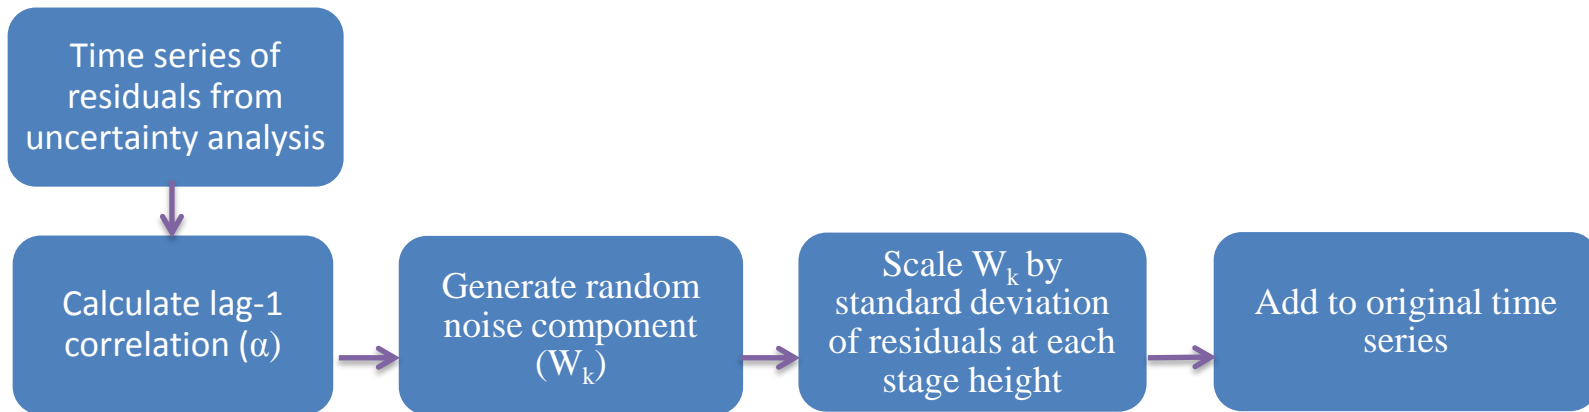 Time series of
residuals from
uncertainty analysis
Calculate lag-1
correlation (α)
Generate random
noise component
(Wk)
Scale Wk by
standard deviation
of residuals at each
stage height
Add to original time
series